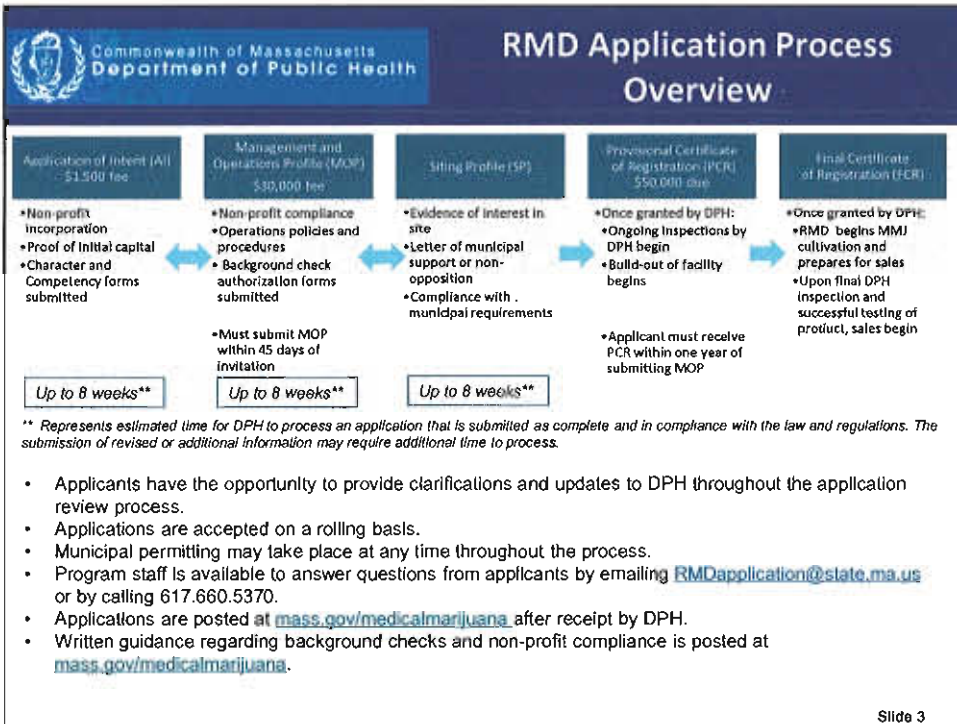 Commonwealth of Massachusetts
Department of Public Health
RMD Application Process
Overview
Application of Intent (AI)
$1,500 fee
Management and
Operations Profile (MOP)
$30,000 fee
Siting Profile (SP)
Provisional Certificate
of Registration (PCR)
$50,000 due
Final Certificate
of Registration (FCR)
•Non-profit
incorporation
•Proof of initial capital
•Character and
Competency forms
submitted
•Non-profit compliance
•Operations policies and
procedures
• Background check
authorization forms
submitted
•Must submit MOP
within 45 days of
invitation
•Evidence of interest in
site
•Letter of municipal
support or non-
opposition
•Compliance with .
municipal requirements
•Once granted by DPH:
•Ongoing inspections by
DPH begin
•Build-out of facility
begins
•Applicant must receive
PCR within one year of
submitting MOP
•Once granted by DPH:
•RMD begins MMJ
cultivation and
prepares for sales
•Upon final DPH
inspection and
successful testing of
product, sales begin
Up to 8 weeks**
Up to 8 weeks**
Up to 8 weeks**
** Represents estimated time for DPH to process an application that is submitted as complete and in compliance with the law and regulations. The
submission of revised or additional information may require additional time to process.
• Applicants have the opportunity to provide clarifications and updates to DPH throughout the application
review process.
• Applications are accepted on a rolling basis.
• Municipal permitting may take place at any time throughout the process.
• Program staff is available to answer questions from applicants by emailing RMDapplication@state.ma.us
or by calling 617.660.5370.
• Applications are posted at mass.gov/medicalmarijuana after receipt by DPH.
• Written guidance regarding background checks and non-profit compliance is posted at
mass.gov/medicalmarijuana.
Slide 3